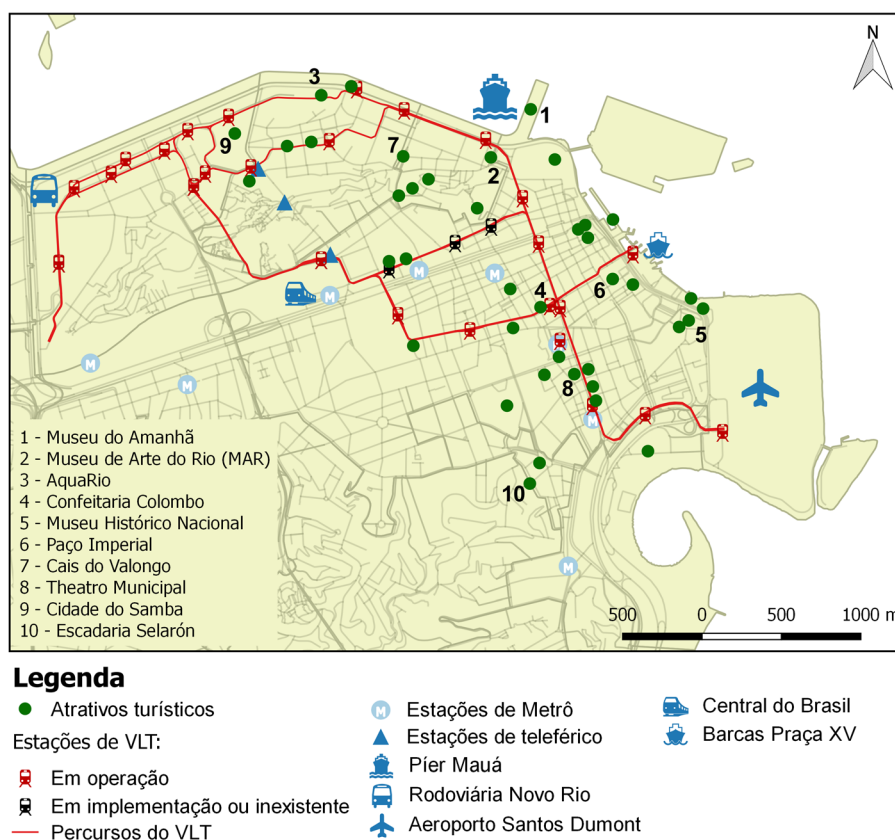 N
3
1
9
7
2
4
6
5
8
10
M
M
M
M
M
M
M
M
1 - Museu do Amanhã
2 - Museu de Arte do Rio (MAR)
3 - AquaRio
4 - Confeitaria Colombo
5 - Museu Histórico Nacional
6 - Paço Imperial
7 - Cais do Valongo
8 - Theatro Municipal
9 - Cidade do Samba
10 - Escadaria Selarón
500 0 500 1000 m
Legenda
Atrativos turísticos
Estações de VLT:
Em operação
Em implementação ou inexistente
Percursos do VLT
M Estações de Metrô
Estações de teleférico
Píer Mauá
Rodoviária Novo Rio
Aeroporto Santos Dumont
Central do Brasil
Barcas Praça XV